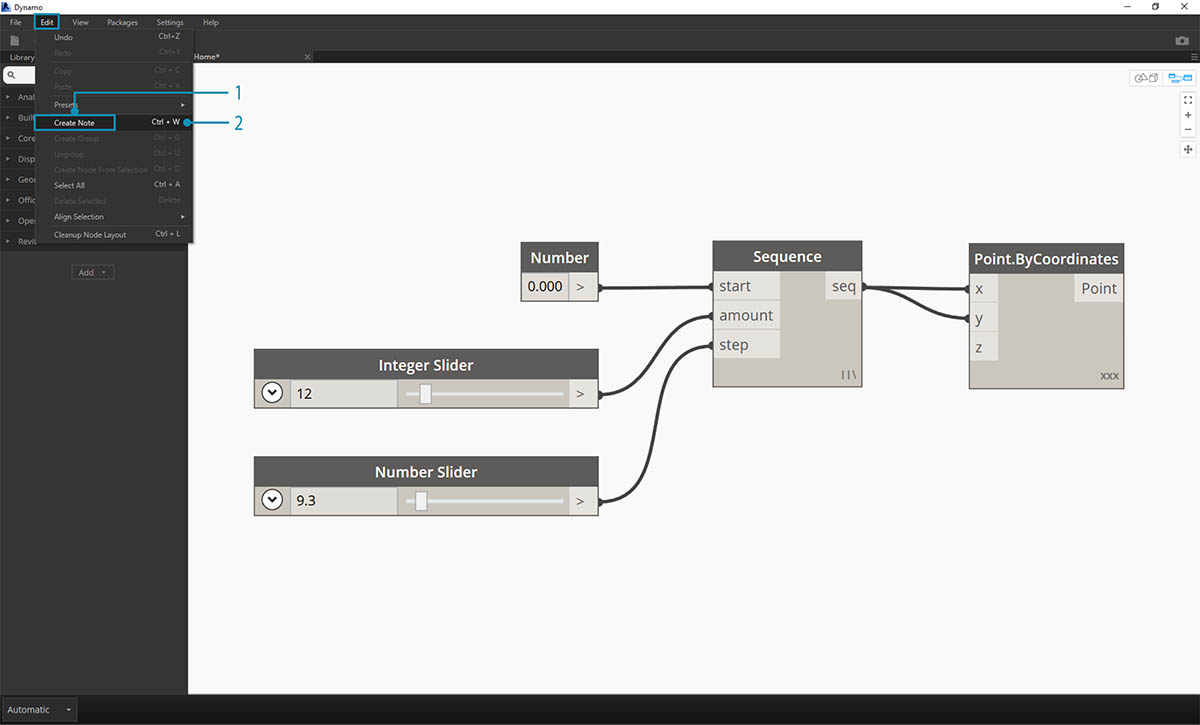 Dynamo
File Edit View Packages Settings Help
Undo Ctrl+Z
Redo Ctrl+Y
Library
Home*
Copy Ctrl + C
Paste Ctrl + V
1
Presets
Create Note Ctrl + W
2
Create Group Ctrl + G
Ungroup Ctrl + U
Create Node From Selection Ctrl + D
Select All Ctrl + A
Delete Selected Delete
Align Selection
Cleanup Node Layout Ctrl + L
Anal
Buil
Core
Disp
Geo
Offic
Ope
Revi
Add
Number
0.000 >
Integer Slider
12 >
Number Slider
9.3 >
Sequence
start seq
amount
step
Point.ByCoordinates
x Point
y
z
xxx
Automatic